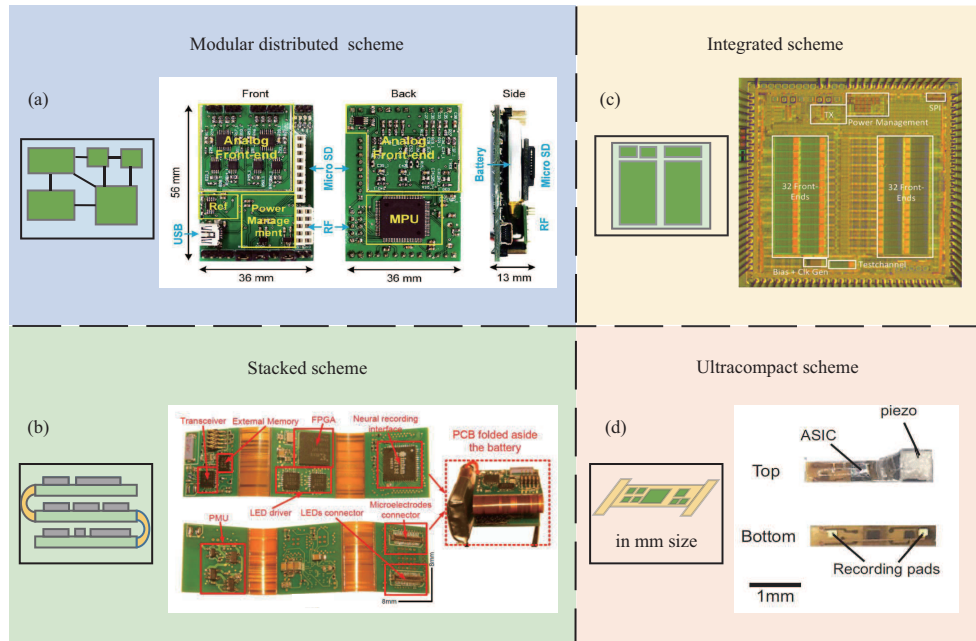 Modular distributed scheme
(a)
Front
Back
Side
56 mm
Analog
Front-end
Ref
Power
Manage
ment
USB
Micro SD
RF
Analog
Front-end
MPU
Battery
Micro SD
RF
36 mm
36 mm
13 mm
Integrated scheme
(c)
TX
Power Management
SPI
32 Front-
Ends
32 Front-
Ends
Bias + Clk Gen
Testchannel
Stacked scheme
(b)
Transceiver
External Memory
FPGA
Neural recording
interface
PCB folded aside
the battery
LED driver
LEDs connector
Microelectrodes
connector
PMU
8mm
8mm
Ultracompact scheme
(d)
in mm size
piezo
ASIC
Top
Bottom
Recording pads
1mm